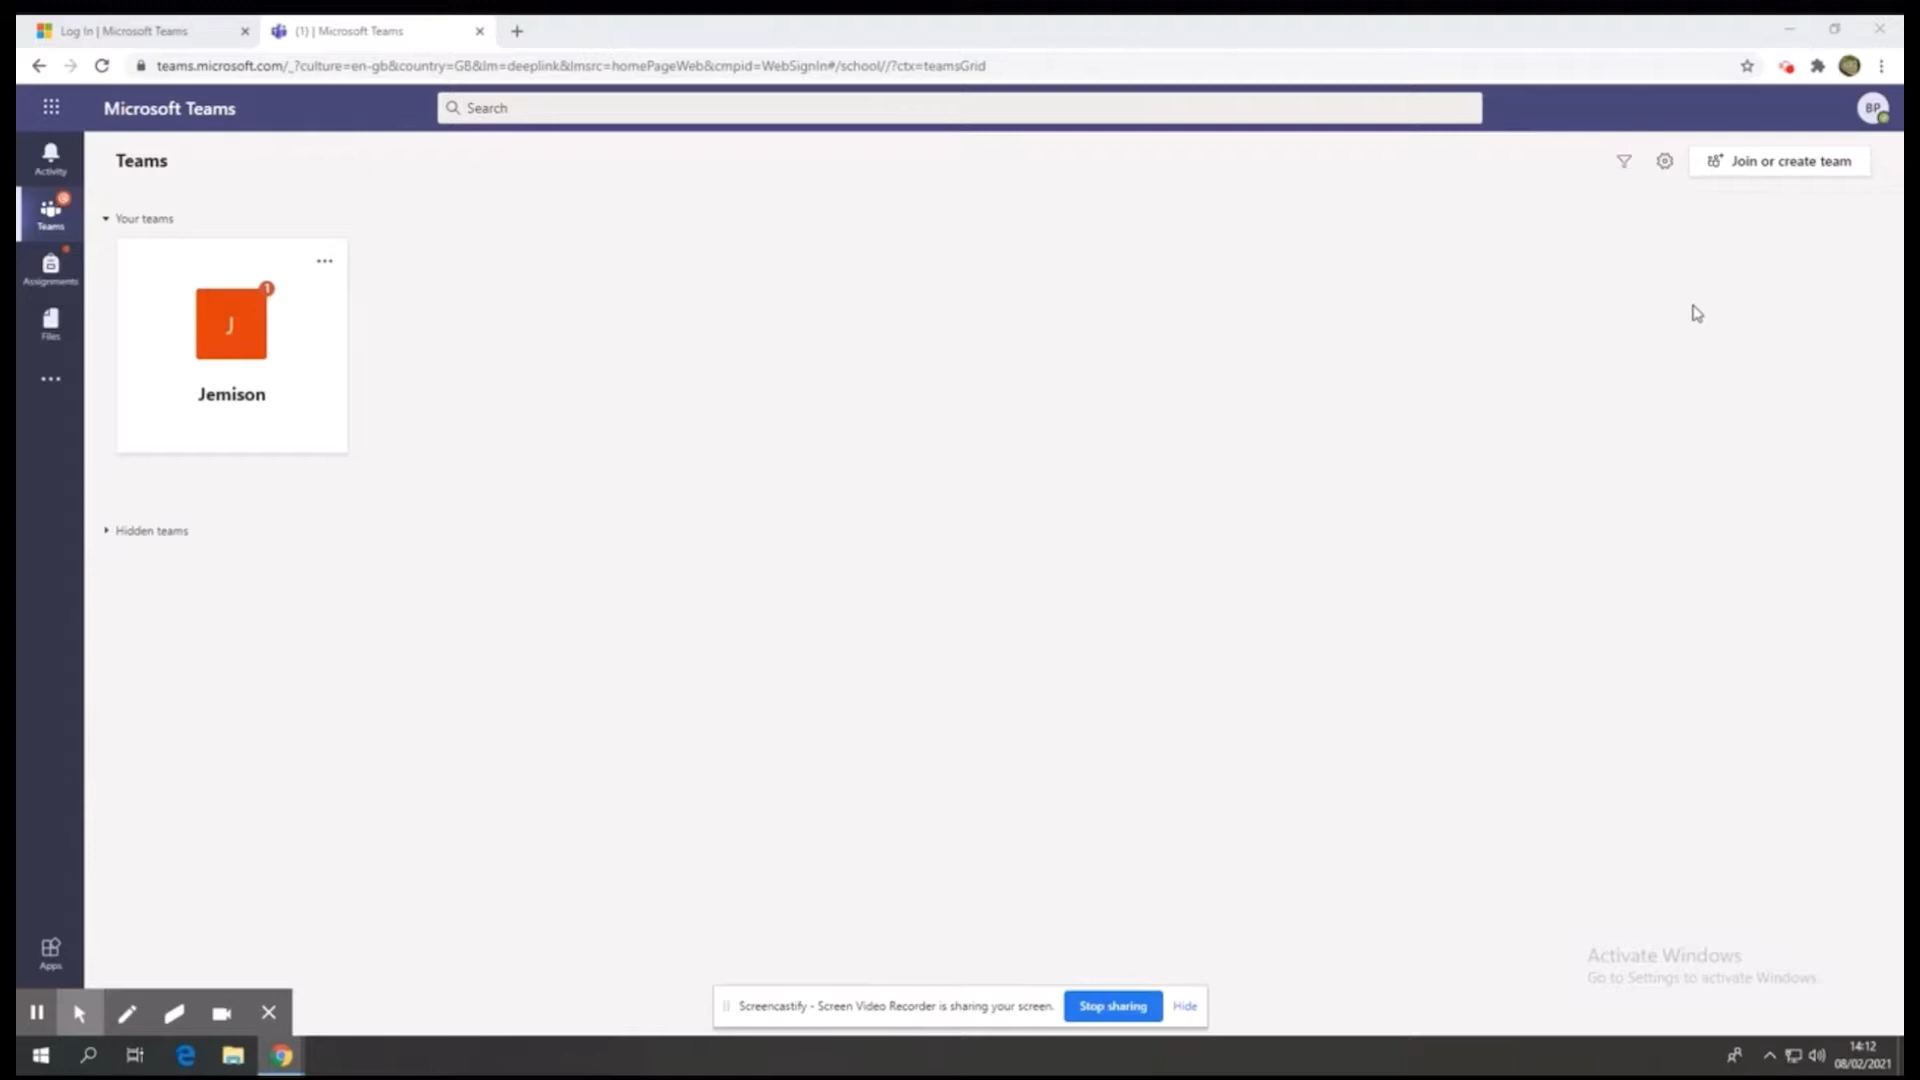 Log In | Microsoft Teams
(1) | Microsoft Teams
teams.microsoft.com/_?culture=en-gb&country=GB&lm=deeplink&lmsrc=homePageWeb&cmpid=WebSignIn#/school//?ctx=teamsGrid
Microsoft Teams
Search
BP
Activity
Teams
Assignments
Files
Apps
Teams
Join or create team
Your teams
1
J
Jemison
Hidden teams
Activate Windows
Go to Settings to activate Windows.
Screencastify - Screen Video Recorder is sharing your screen.
Stop sharing
Hide
14:12
08/02/2021